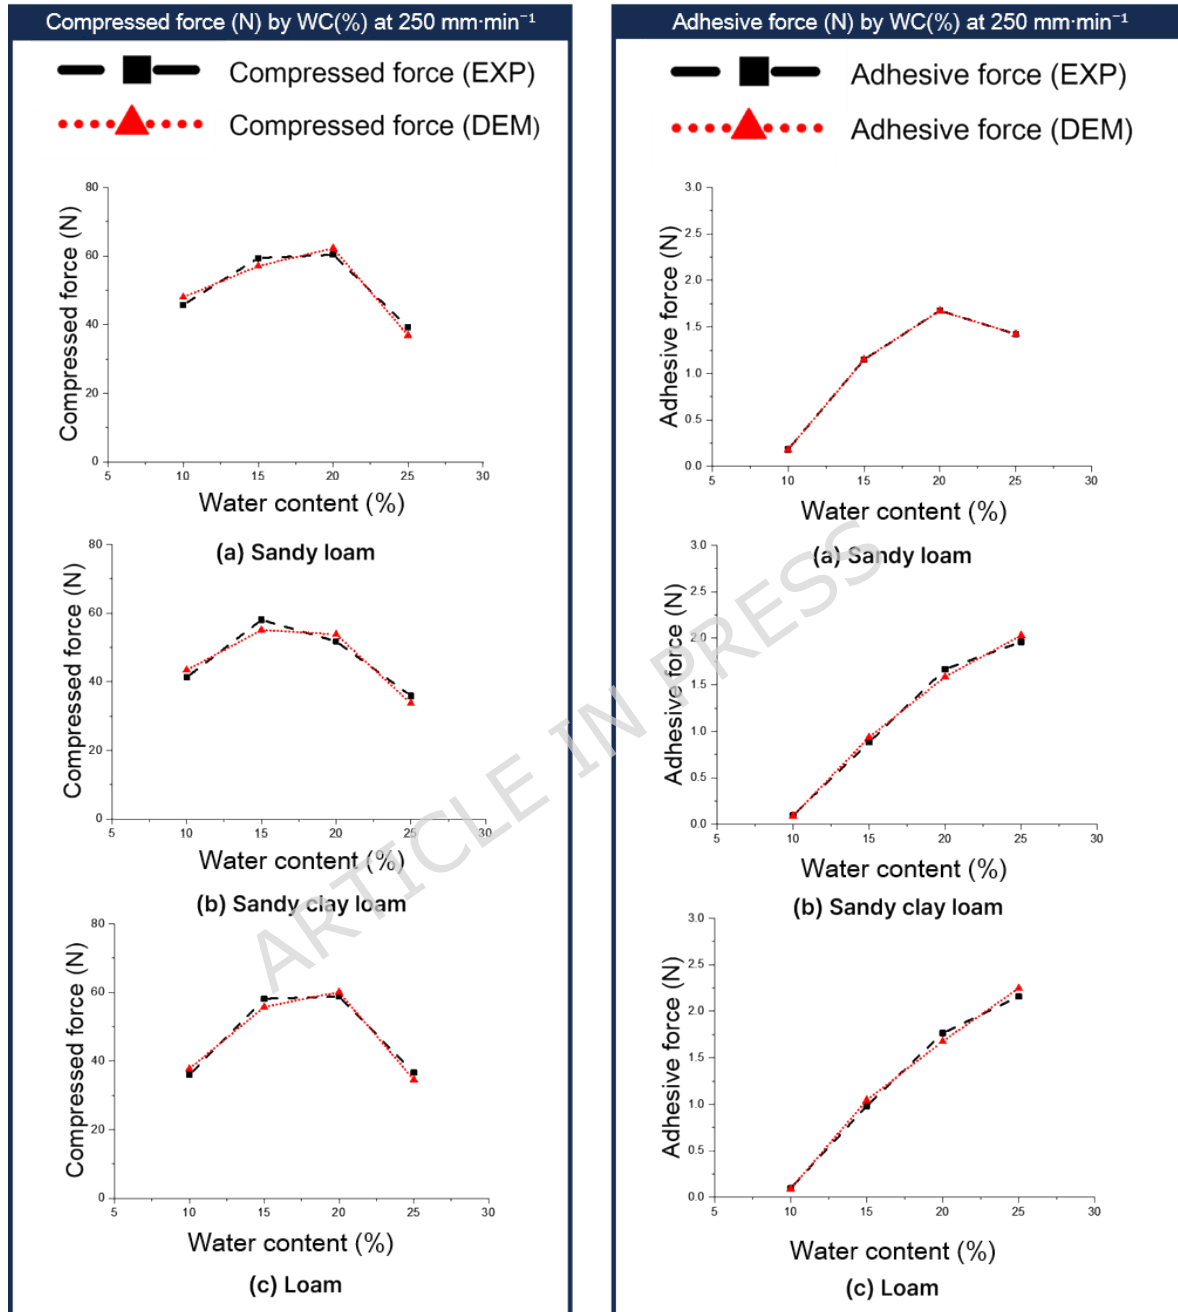 Compressed force (N) by WC(%) at 250 mm·min⁻¹
Compressed force (EXP)
Compressed force (DEM)
80
60
40
20
0
5 10 15 20 25 30
Compressed force (N)
Water content (%)
(a) Sandy loam
80
60
40
20
0
5 10 15 20 25 30
Compressed force (N)
Water content (%)
(b) Sandy clay loam
80
60
40
20
0
5 10 15 20 25 30
Compressed force (N)
Water content (%)
(c) Loam
Adhesive force (N) by WC(%) at 250 mm·min⁻¹
Adhesive force (EXP)
Adhesive force (DEM)
3.0
2.5
2.0
1.5
1.0
0.5
0.0
5 10 15 20 25 30
Adhesive force (N)
Water content (%)
(a) Sandy loam
3.0
2.5
2.0
1.5
1.0
0.5
0.0
5 10 15 20 25 30
Adhesive force (N)
Water content (%)
(b) Sandy clay loam
3.0
2.5
2.0
1.5
1.0
0.5
0.0
5 10 15 20 25 30
Adhesive force (N)
Water content (%)
(c) Loam
ARTICLE IN PRESS